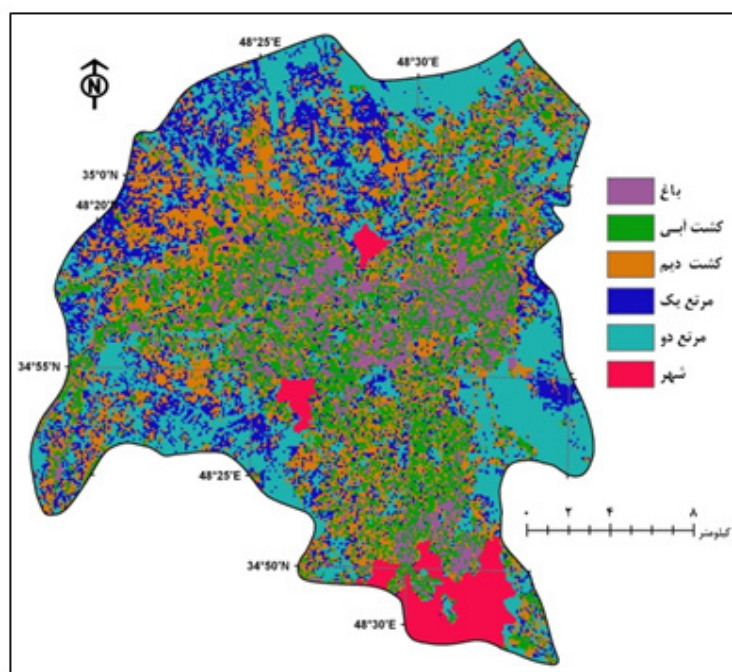 48°25'E
48°30'E
N
35°0'N
48°20'E
34°55'N
48°25'E
34°50'N
48°30'E
باغ
کشت آبی
کشت دیم
مرتع یک
مرتع دو
شهر
۰ ۲ ۴ ۸
کیلومتر